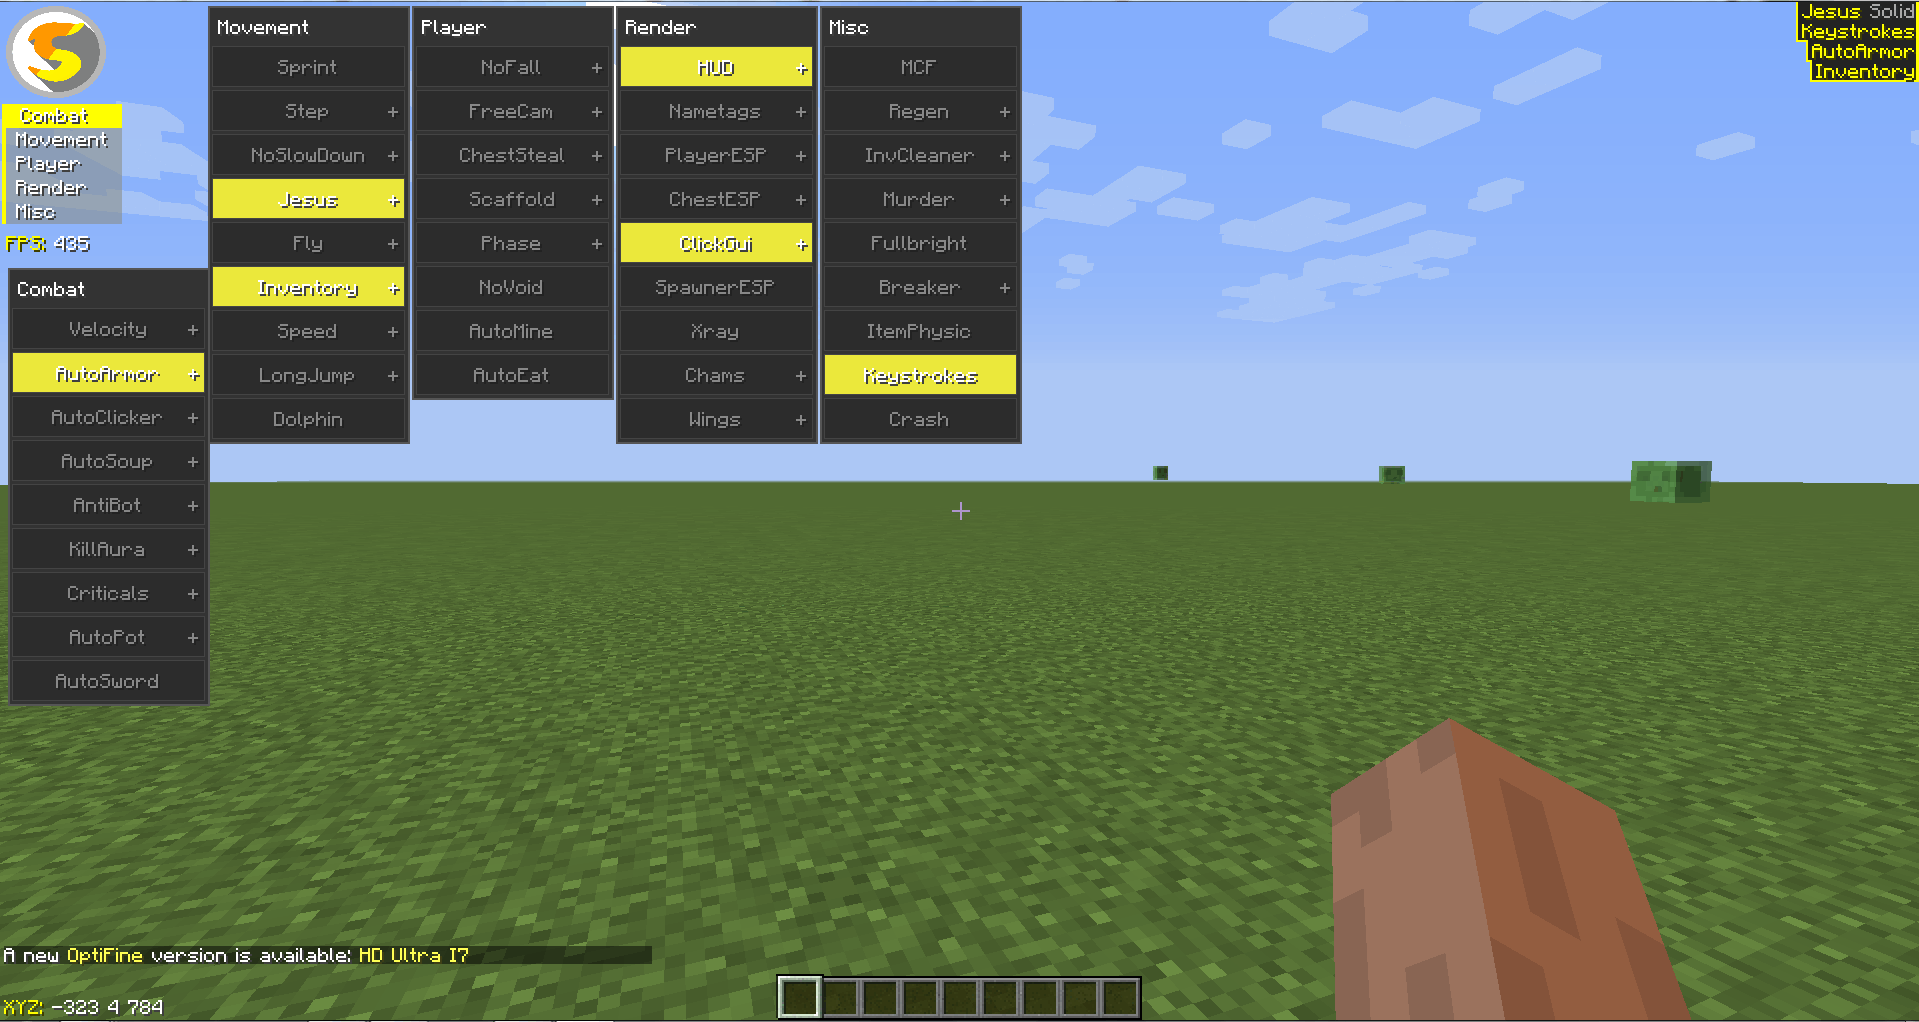 S
Combat
Movement
Player
Render
Misc
FPS: 435
Combat
Velocity +
AutoArmor +
AutoClicker +
AutoSoup +
AntiBot +
KillAura +
Criticals +
AutoPot +
AutoSword
Movement
Sprint
Step +
NoSlowDown +
Jesus +
Fly +
Inventory +
Speed +
LongJump +
Dolphin
Player
NoFall +
FreeCam +
ChestSteal +
Scaffold +
Phase +
NoVoid
AutoMine
AutoEat
Render
HUD +
Nametags +
PlayerESP +
ChestESP +
ClickGui +
SpawnerESP
Xray
Chams +
Wings +
Misc
MCF
Regen +
InvCleaner +
Murder +
Fullbright
Breaker +
ItemPhysic
Keystrokes
Crash
Jesus Solid
Keystrokes
AutoArmor
Inventory
A new OptiFine version is available: HD Ultra I7
XYZ: -323 4 784